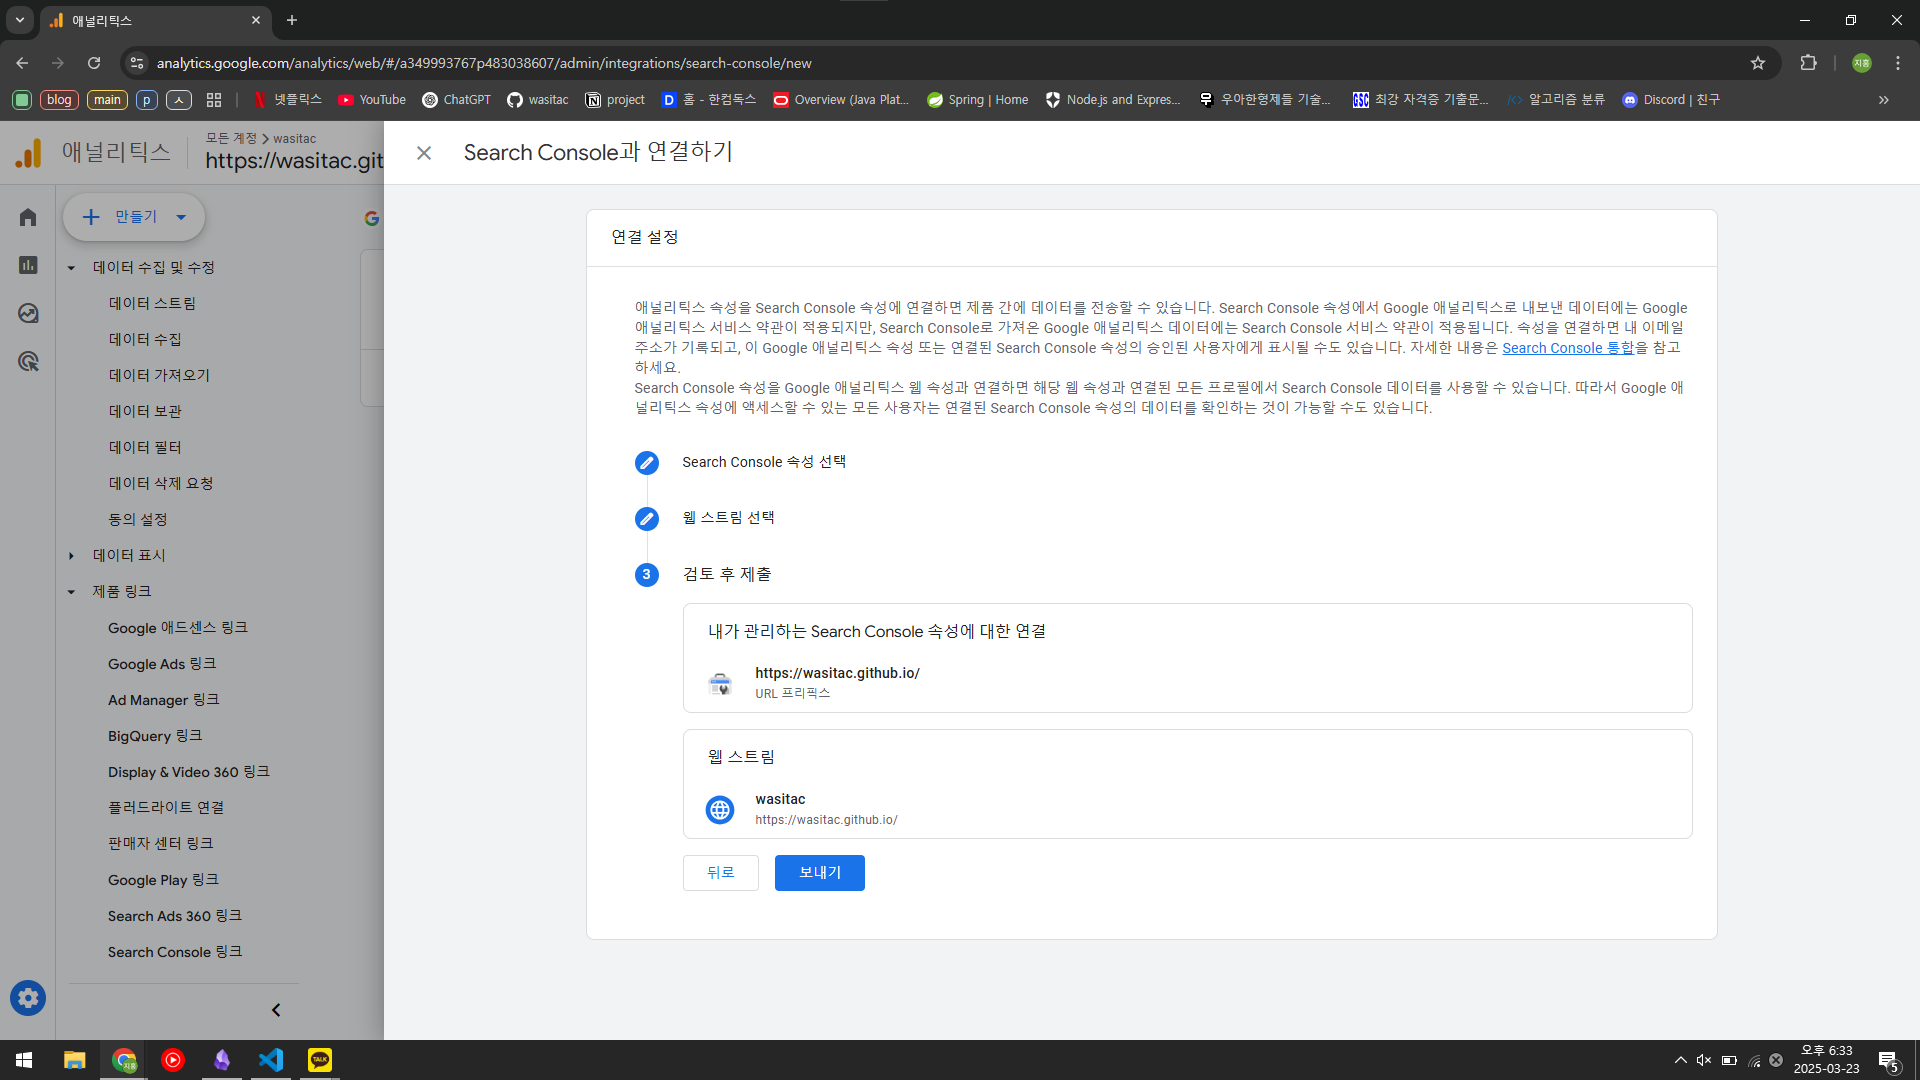 애널리틱스
analytics.google.com/analytics/web/#/a349993767p483038607/admin/integrations/search-console/new
지홍
blog
main
p
ㅅ
넷플릭스
YouTube
ChatGPT
wasitac
project
홈 - 한컴독스
Overview (Java Plat...
Spring | Home
Node.js and Expres...
우아한형제들 기술...
최강 자격증 기출문...
알고리즘 분류
Discord | 친구
애널리틱스
모든 계정 > wasitac
https://wasitac.git
만들기
데이터 수집 및 수정
데이터 스트림
데이터 수집
데이터 가져오기
데이터 보관
데이터 필터
데이터 삭제 요청
동의 설정
데이터 표시
제품 링크
Google 애드센스 링크
Google Ads 링크
Ad Manager 링크
BigQuery 링크
Display & Video 360 링크
플러드라이트 연결
판매자 센터 링크
Google Play 링크
Search Ads 360 링크
Search Console 링크
Search Console과 연결하기
연결 설정
애널리틱스 속성을 Search Console 속성에 연결하면 제품 간에 데이터를 전송할 수 있습니다. Search Console 속성에서 Google 애널리틱스로 내보낸 데이터에는 Google
애널리틱스 서비스 약관이 적용되지만, Search Console로 가져온 Google 애널리틱스 데이터에는 Search Console 서비스 약관이 적용됩니다. 속성을 연결하면 내 이메일
주소가 기록되고, 이 Google 애널리틱스 속성 또는 연결된 Search Console 속성의 승인된 사용자에게 표시될 수도 있습니다. 자세한 내용은 Search Console 통합을 참고
하세요.
Search Console 속성을 Google 애널리틱스 웹 속성과 연결하면 해당 웹 속성과 연결된 모든 프로필에서 Search Console 데이터를 사용할 수 있습니다. 따라서 Google 애
널리틱스 속성에 액세스할 수 있는 모든 사용자는 연결된 Search Console 속성의 데이터를 확인하는 것이 가능할 수도 있습니다.
Search Console 속성 선택
웹 스트림 선택
3 검토 후 제출
내가 관리하는 Search Console 속성에 대한 연결
https://wasitac.github.io/
URL 프리픽스
웹 스트림
wasitac
https://wasitac.github.io/
뒤로
보내기
지홍
TALK
오후 6:33
2025-03-23
5